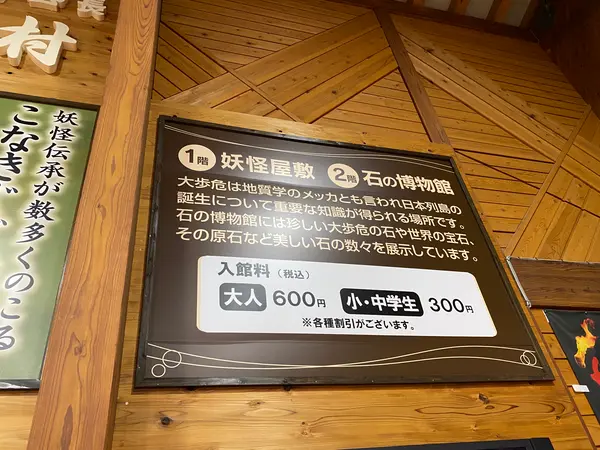 村
妖怪伝承が数多くのこる
1階 妖怪屋敷 2階 石の博物館
大歩危は地質学のメッカとも言われ日本列島の
誕生について重要な知識が得られる場所です。
石の博物館には珍しい大歩危の石や世界の宝石、
その原石など美しい石の数々を展示しています。
入館料（税込）
大人 600円 小・中学生 300円
※各種割引がございます。